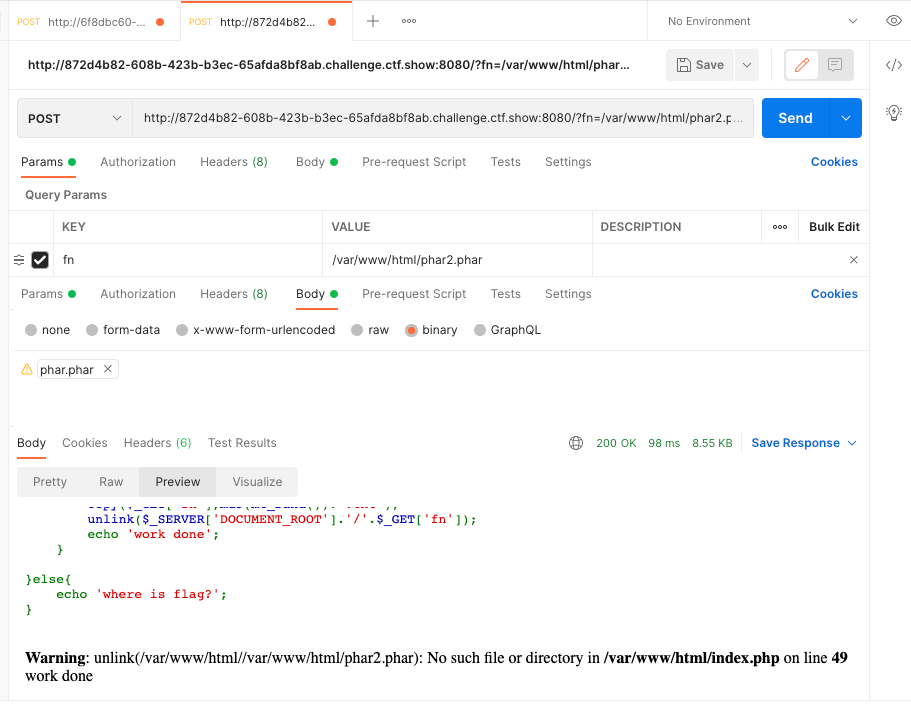 POST http://6f8dbc60-...
POST http://872d4b82...
No Environment
http://872d4b82-608b-423b-b3ec-65afda8bf8ab.challenge.ctf.show:8080/?fn=/var/www/html/phar...
Save
POST
http://872d4b82-608b-423b-b3ec-65afda8bf8ab.challenge.ctf.show:8080/?fn=/var/www/html/phar2.p...
Send
Params Authorization Headers (8) Body Pre-request Script Tests Settings Cookies
Query Params
KEY VALUE DESCRIPTION Bulk Edit
fn /var/www/html/phar2.phar
Params Authorization Headers (8) Body Pre-request Script Tests Settings Cookies
none form-data x-www-form-urlencoded raw binary GraphQL
phar.phar
Body Cookies Headers (6) Test Results 200 OK 98 ms 8.55 KB Save Response
Pretty Raw Preview Visualize
unlink($_SERVER['DOCUMENT_ROOT'].'/'.$_GET['fn']);
echo 'work done';
}
}else{
echo 'where is flag?';
}
Warning: unlink(/var/www/html//var/www/html/phar2.phar): No such file or directory in /var/www/html/index.php on line 49
work done